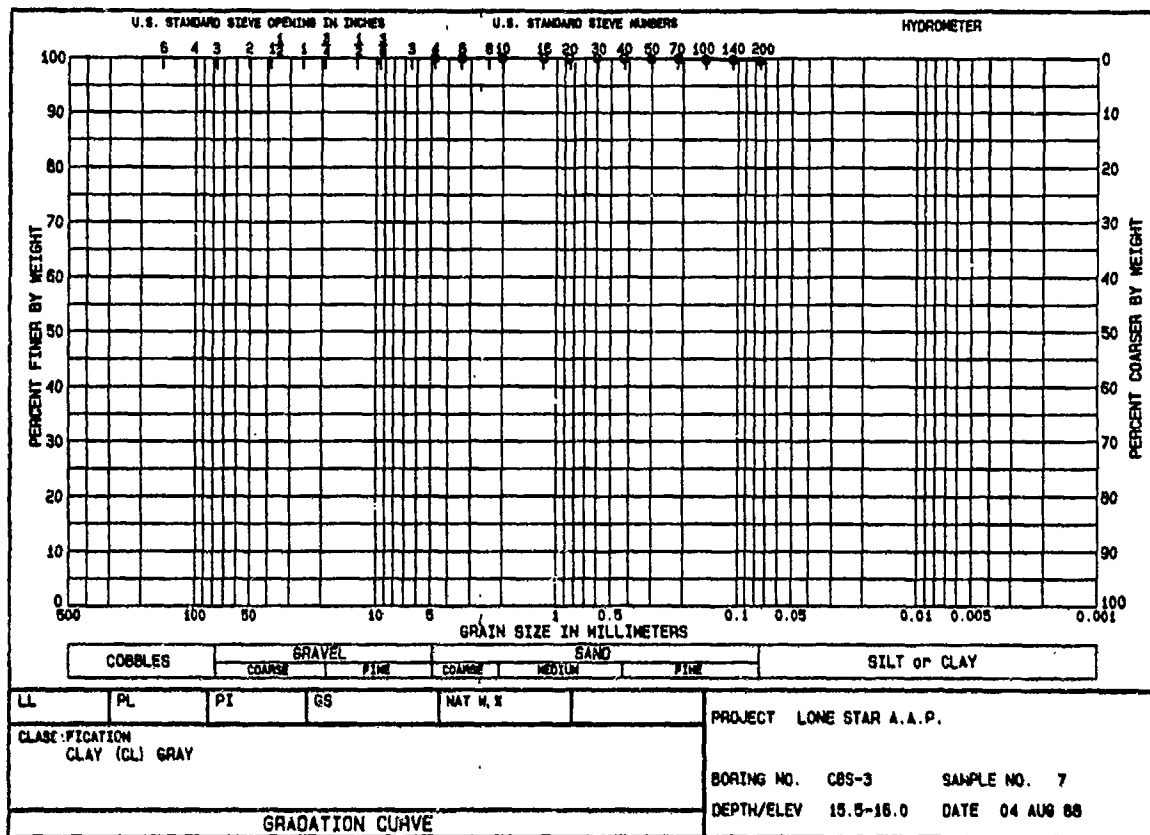 U.S. STANDARD SIEVE OPENING IN INCHES U.S. STANDARD SIEVE NUMBERS HYDROMETER
6 4 3 2 1 1/2 1 3/4 1/2 3/8 3 4 6 8 10 16 20 30 40 50 70 100 140 200
100 0
90 10
80 20
70 30
60 40
50 50
40 60
30 70
20 80
10 90
0 100
PERCENT FINER BY WEIGHT
PERCENT COARSER BY WEIGHT
500 100 50 10 5 1 0.5 0.1 0.05 0.01 0.005 0.001
GRAIN SIZE IN MILLIMETERS
COBBLES GRAVEL SAND SILT or CLAY
COARSE FINE COARSE MEDIUM FINE
LL PL PI GS NAT W, %
CLASSIFICATION
CLAY (CL) GRAY
PROJECT LONE STAR A.A.P.
BORING NO. CBS-3 SAMPLE NO. 7
DEPTH/ELEV 15.5-16.0 DATE 04 AUG 88
GRADATION CURVE